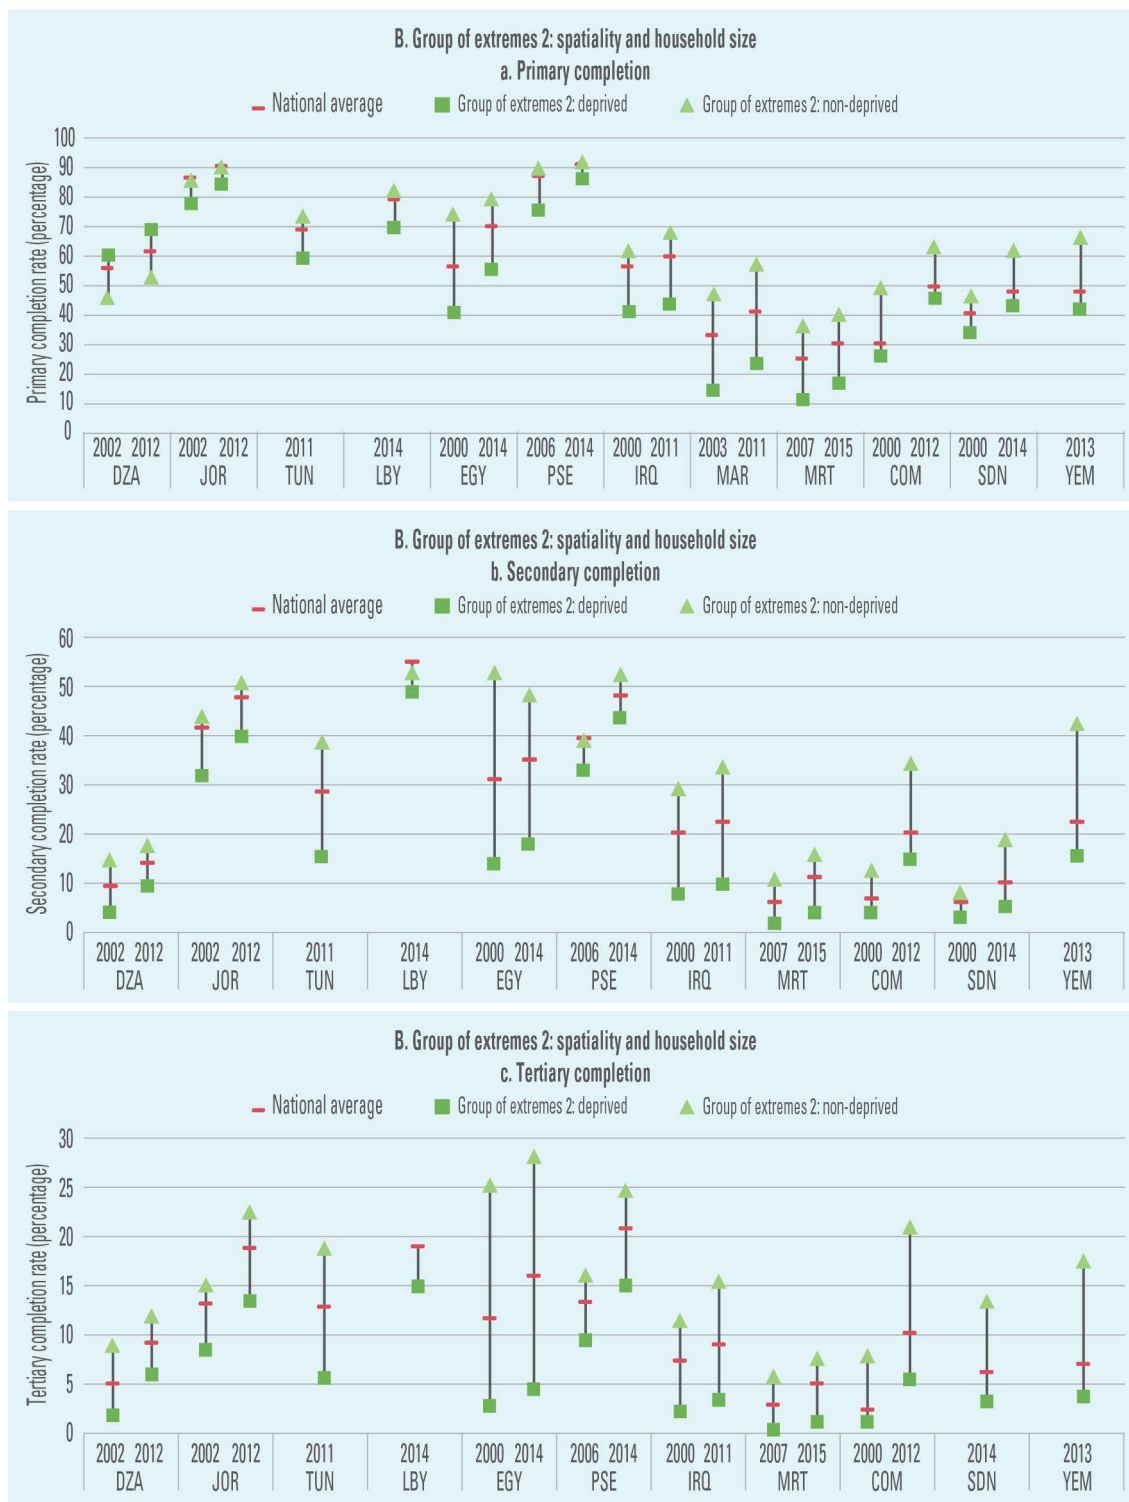 B. Group of extremes 2: spatiality and household size
a. Primary completion
National average Group of extremes 2: deprived Group of extremes 2: non-deprived
Primary completion rate (percentage)
100
90
80
70
60
50
40
30
20
10
0
2002 2012 2002 2012 2011 2014 2000 2014 2006 2014 2000 2011 2003 2011 2007 2015 2000 2012 2000 2014 2013
DZA JOR TUN LBY EGY PSE IRQ MAR MRT COM SDN YEM
B. Group of extremes 2: spatiality and household size
b. Secondary completion
National average Group of extremes 2: deprived Group of extremes 2: non-deprived
Secondary completion rate (percentage)
60
50
40
30
20
10
0
2002 2012 2002 2012 2011 2014 2000 2014 2006 2014 2000 2011 2007 2015 2000 2012 2000 2014 2013
DZA JOR TUN LBY EGY PSE IRQ MRT COM SDN YEM
B. Group of extremes 2: spatiality and household size
c. Tertiary completion
National average Group of extremes 2: deprived Group of extremes 2: non-deprived
Tertiary completion rate (percentage)
30
25
20
15
10
5
0
2002 2012 2002 2012 2011 2014 2000 2014 2006 2014 2000 2011 2007 2015 2000 2012 2014 2013
DZA JOR TUN LBY EGY PSE IRQ MRT COM SDN YEM